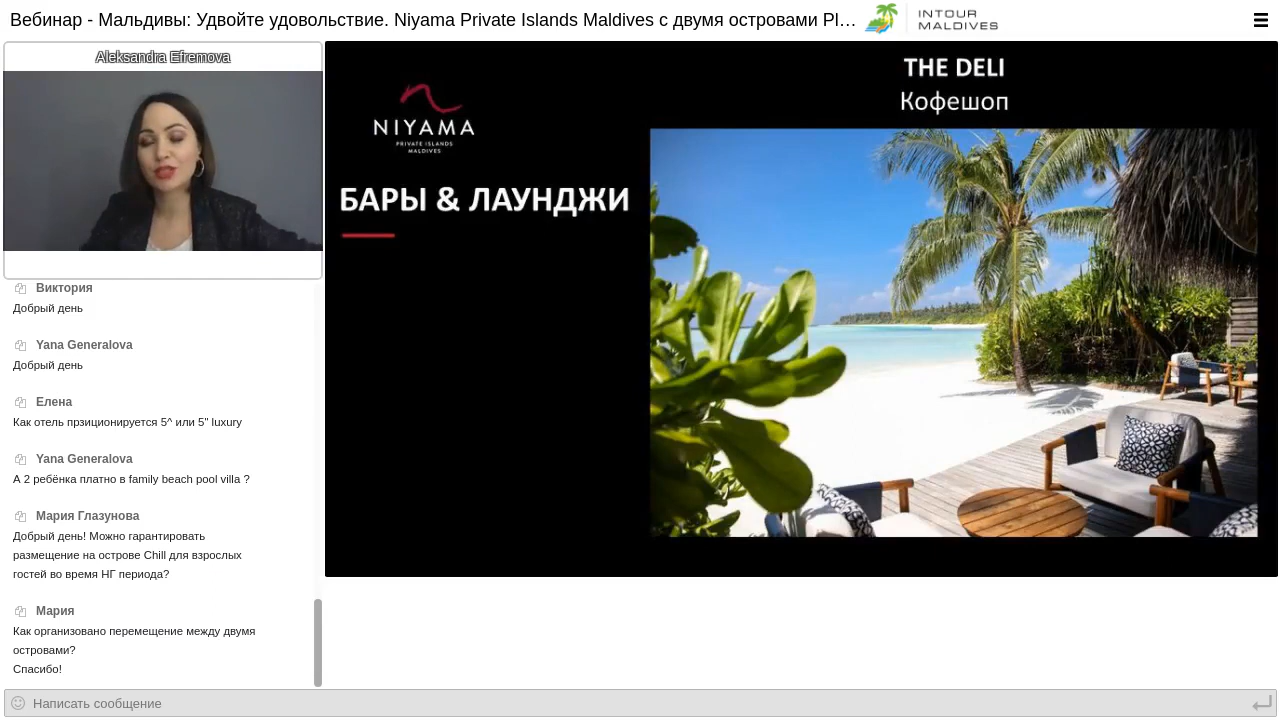 Вебинар - Мальдивы: Удвойте удовольствие. Niyama Private Islands Maldives с двумя островами Pl…
INTOUR
MALDIVES
Aleksandra Efremova
Виктория
Добрый день
Yana Generalova
Добрый день
Елена
Как отель прзиционируется 5^ или 5" luxury
Yana Generalova
А 2 ребёнка платно в family beach pool villa ?
Мария Глазунова
Добрый день! Можно гарантировать
размещение на острове Chill для взрослых
гостей во время НГ периода?
Мария
Как организовано перемещение между двумя
островами?
Спасибо!
Написать сообщение
NIYAMA
PRIVATE ISLANDS
MALDIVES
БАРЫ & ЛАУНДЖИ
THE DELI
Кофешоп